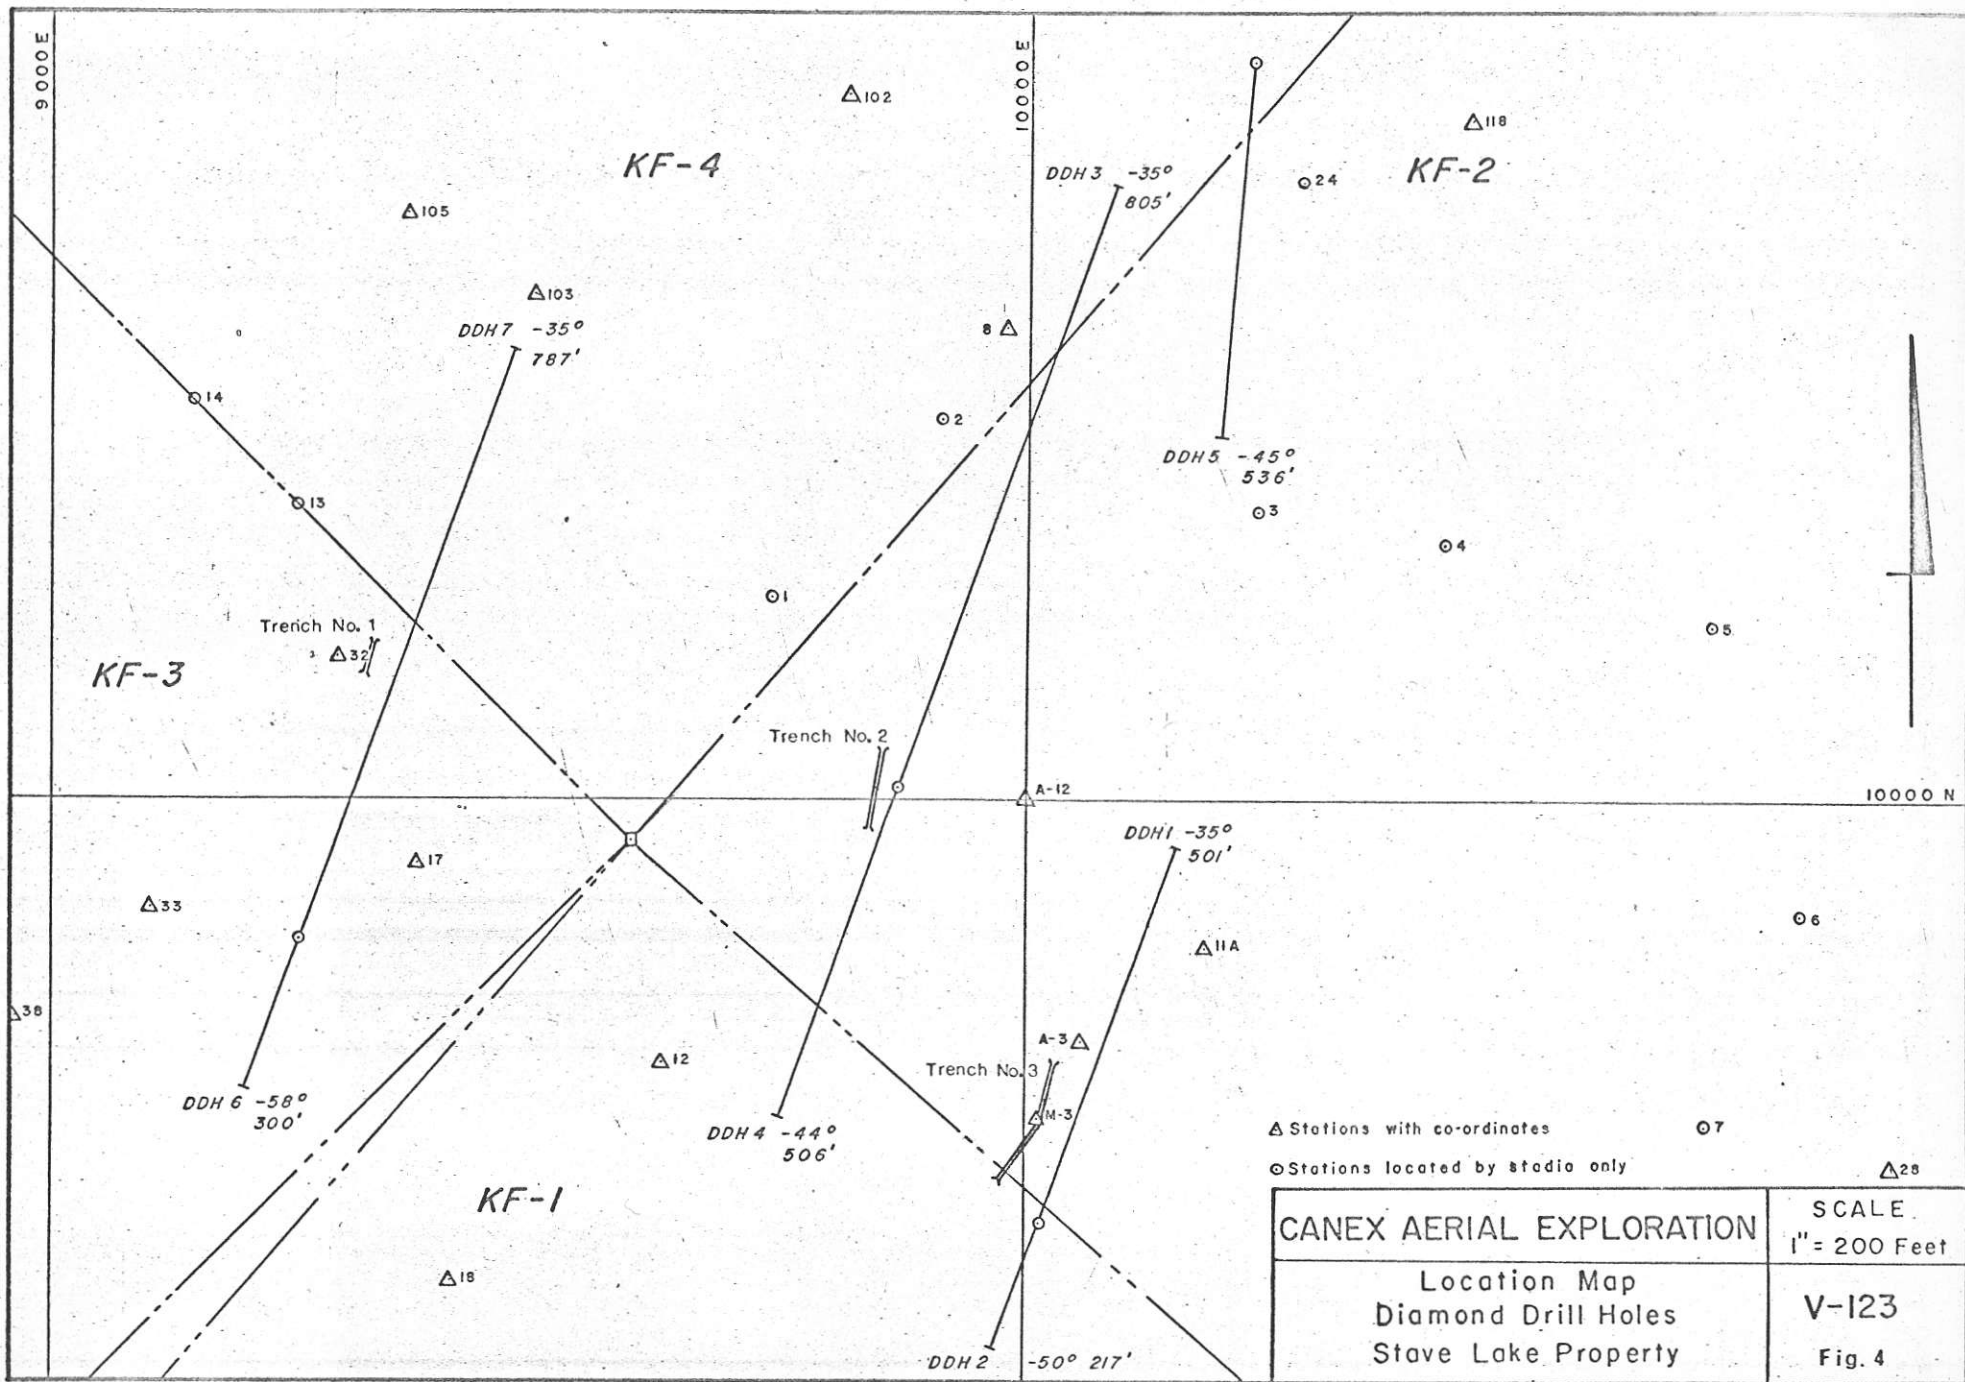 9000E
10000 E
102
118
KF-4
KF-2
DDH 3 -35°
805'
24
105
103
DDH 7 -35°
787'
8
14
2
DDH 5 -45°
536'
13
3
4
1
5
Trench No. 1
32
KF-3
Trench No. 2
A-12
10000 N
DDH 1 -35°
501'
17
33
11A
6
38
A-3
12
Trench No. 3
M-3
DDH 6 -58°
300'
DDH 4 -44°
506'
Stations with co-ordinates
7
Stations located by stadia only
28
KF-1
18
DDH 2 -50° 217'
CANEX AERIAL EXPLORATION
SCALE
1" = 200 Feet
Location Map
Diamond Drill Holes
Stave Lake Property
V-123
Fig. 4